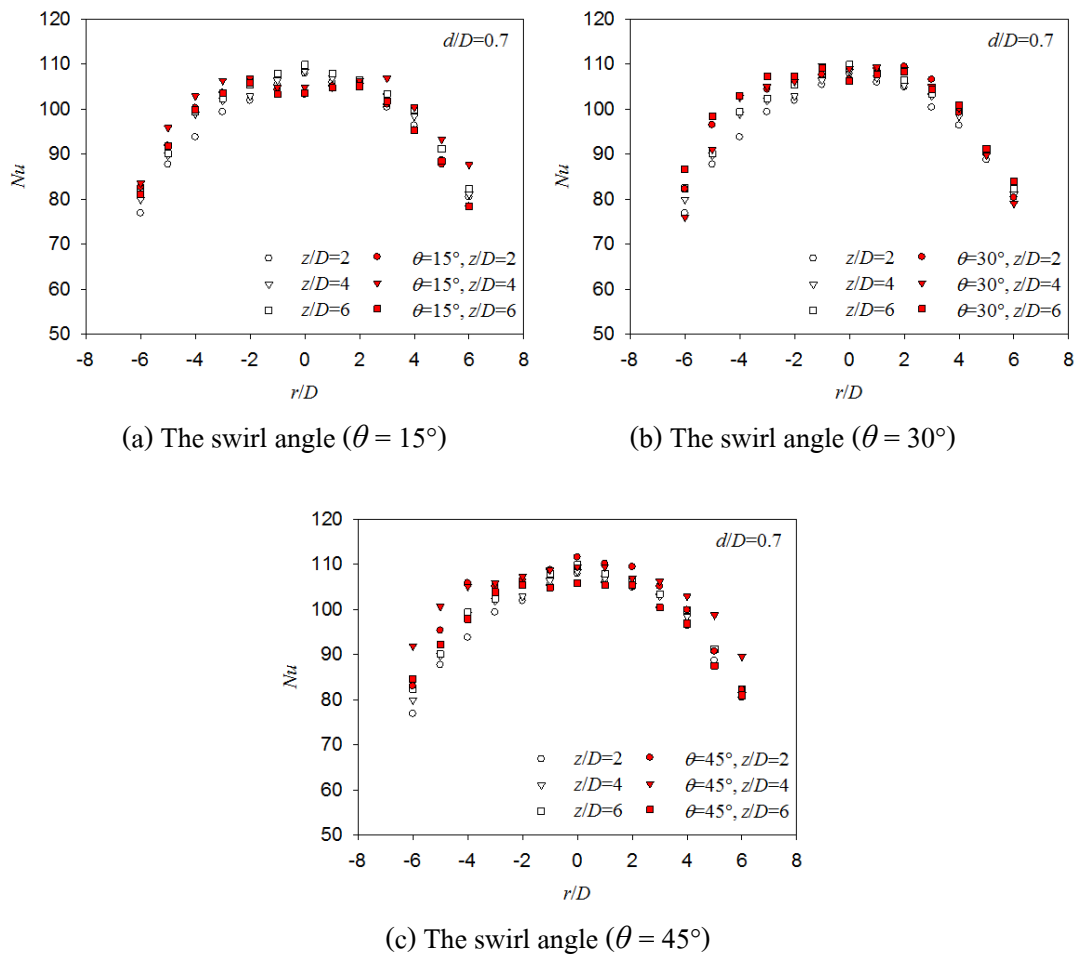 120
110
100
90
80
70
60
50
Nu
d/D=0.7
z/D=2 θ=15°, z/D=2
z/D=4 θ=15°, z/D=4
z/D=6 θ=15°, z/D=6
-8 -6 -4 -2 0 2 4 6 8
r/D
(a) The swirl angle (θ = 15°)
120
110
100
90
80
70
60
50
Nu
d/D=0.7
z/D=2 θ=30°, z/D=2
z/D=4 θ=30°, z/D=4
z/D=6 θ=30°, z/D=6
-8 -6 -4 -2 0 2 4 6 8
r/D
(b) The swirl angle (θ = 30°)
120
110
100
90
80
70
60
50
Nu
d/D=0.7
z/D=2 θ=45°, z/D=2
z/D=4 θ=45°, z/D=4
z/D=6 θ=45°, z/D=6
-8 -6 -4 -2 0 2 4 6 8
r/D
(c) The swirl angle (θ = 45°)